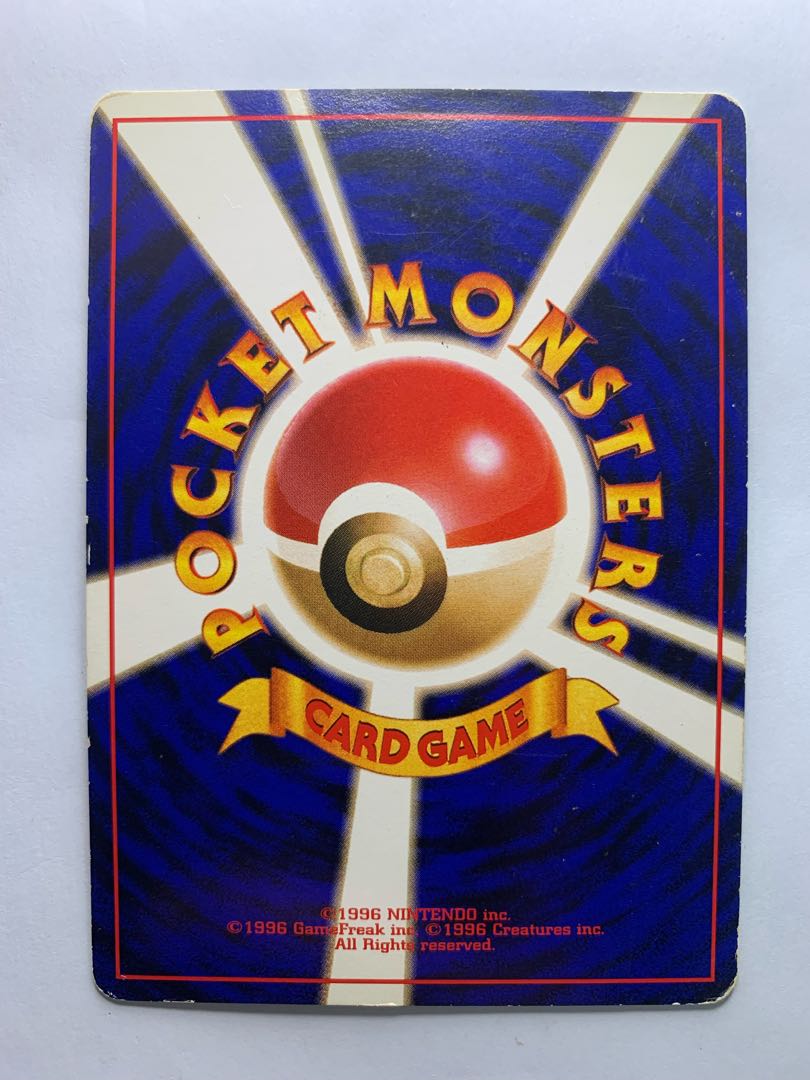 POCKET MONSTERS
CARD GAME
©1996 NINTENDO inc.
©1996 GameFreak inc. ©1996 Creatures inc.
All Rights reserved.